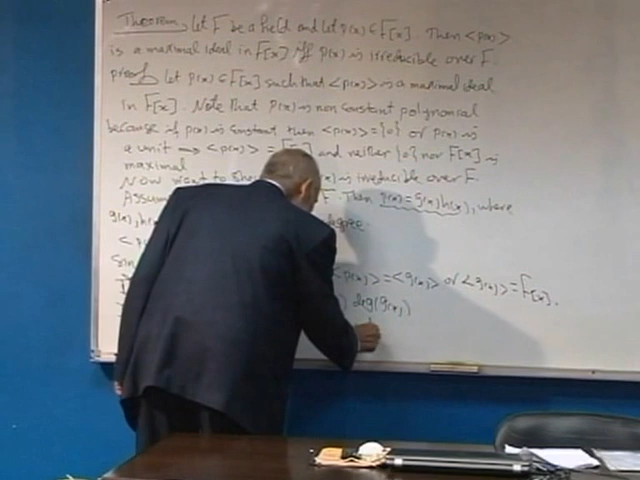 Theorem. Let F be a field and let p(x) ∈ F[x]. Then <p(x)>
is a maximal ideal in F[x] iff p(x) is irreducible over F.
proof Let p(x) ∈ F[x] such that <p(x)> is a maximal ideal
in F[x]. Note that p(x) is non constant polynomial
because if p(x) is constant then <p(x)> = {0} or p(x) is
a unit ⇒ <p(x)> = and neither {0} nor F[x] is
maximal
Now want to (x) is irreducible over F
F. Then p(x) = g(x)h(x), where
g(x), degree.
<p(x)> = <g(x)> or <g(x)> = F[x].
) deg(g(x)